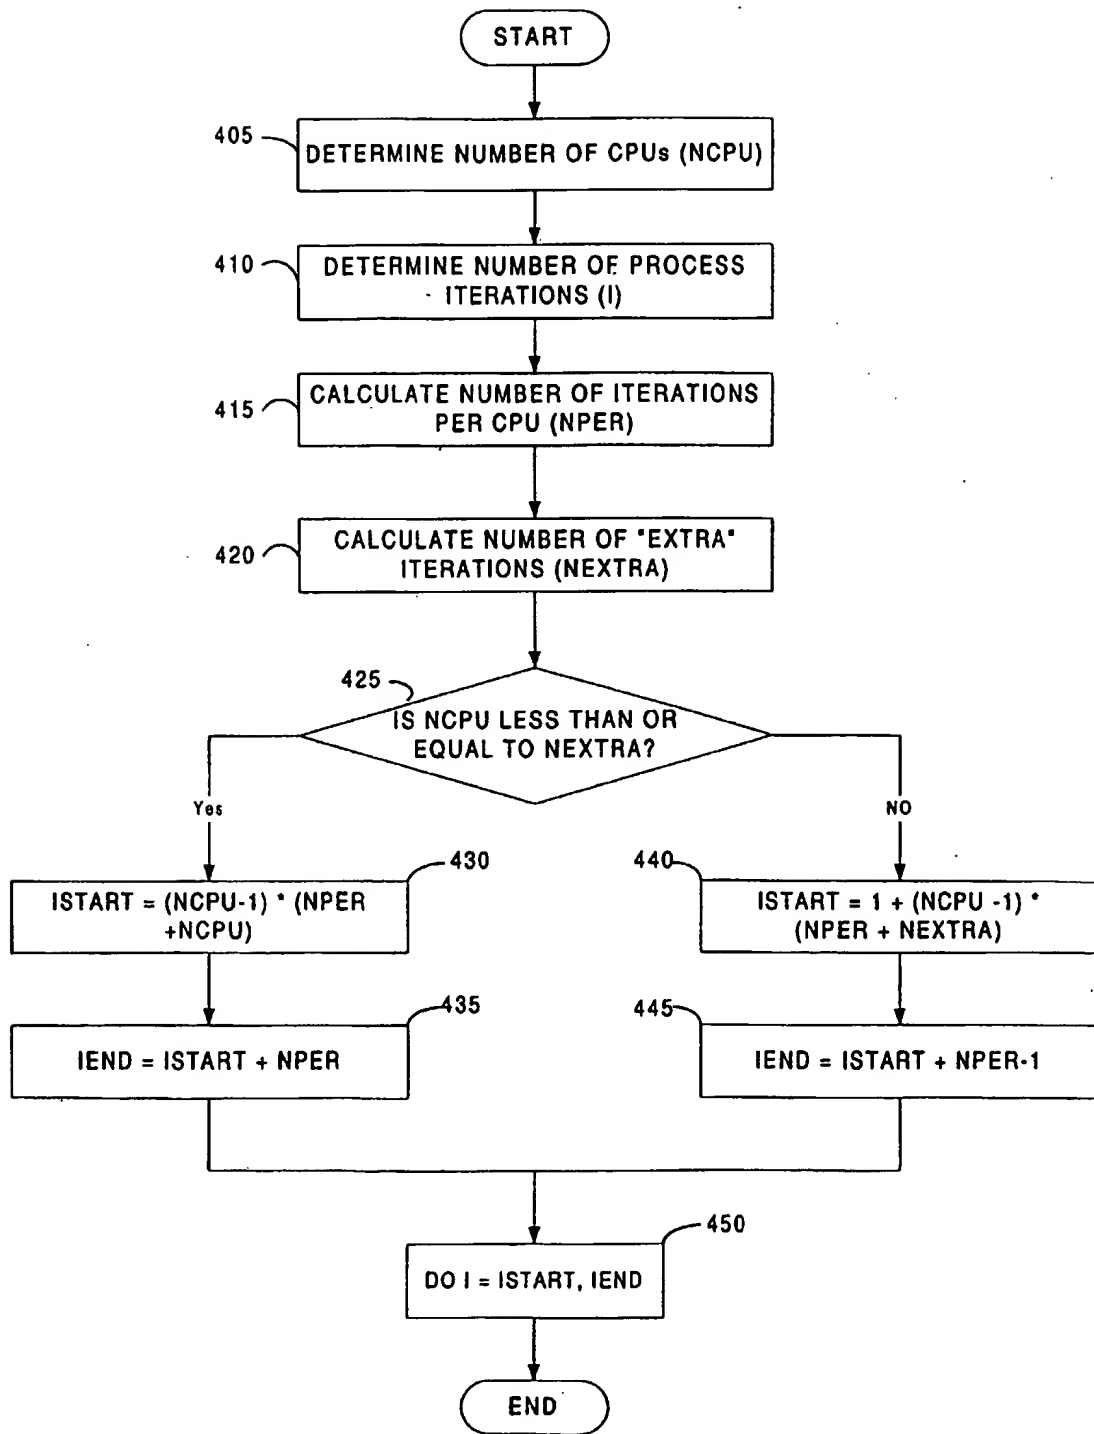 START
405
DETERMINE NUMBER OF CPUs (NCPU)
410
DETERMINE NUMBER OF PROCESS
ITERATIONS (I)
415
CALCULATE NUMBER OF ITERATIONS
PER CPU (NPER)
420
CALCULATE NUMBER OF "EXTRA"
ITERATIONS (NEXTRA)
425
IS NCPU LESS THAN OR
EQUAL TO NEXTRA?
Yes
NO
430
ISTART = (NCPU-1) * (NPER
+NCPU)
440
ISTART = 1 + (NCPU -1) *
(NPER + NEXTRA)
435
IEND = ISTART + NPER
445
IEND = ISTART + NPER-1
450
DO I = ISTART, IEND
END